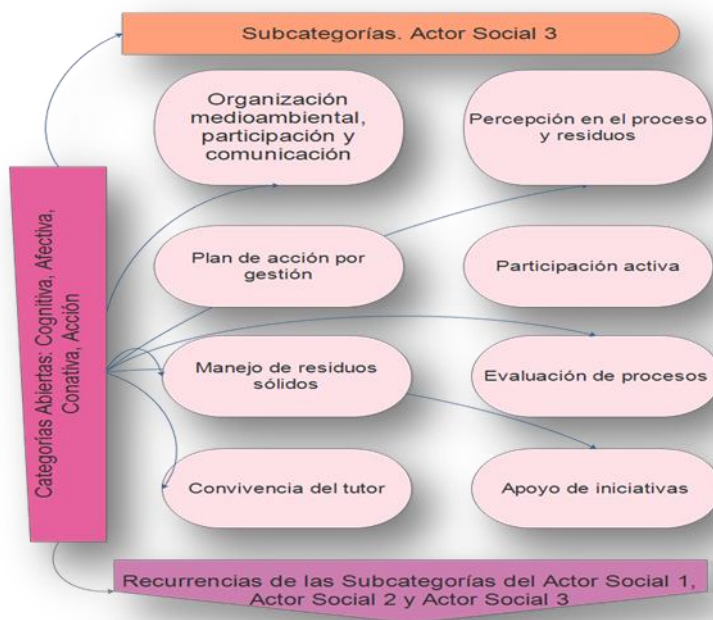 Subcategorías. Actor Social 3
Organización
medioambiental,
participación y
comunicación
Percepción en el proceso
y residuos
Categorías Abiertas: Cognitiva, Afectiva,
Conativa, Acción
Plan de acción por
gestión
Participación activa
Manejo de residuos
sólidos
Evaluación de procesos
Convivencia del tutor
Apoyo de iniciativas
Recurrencias de las Subcategorías del Actor Social 1,
Actor Social 2 y Actor Social 3